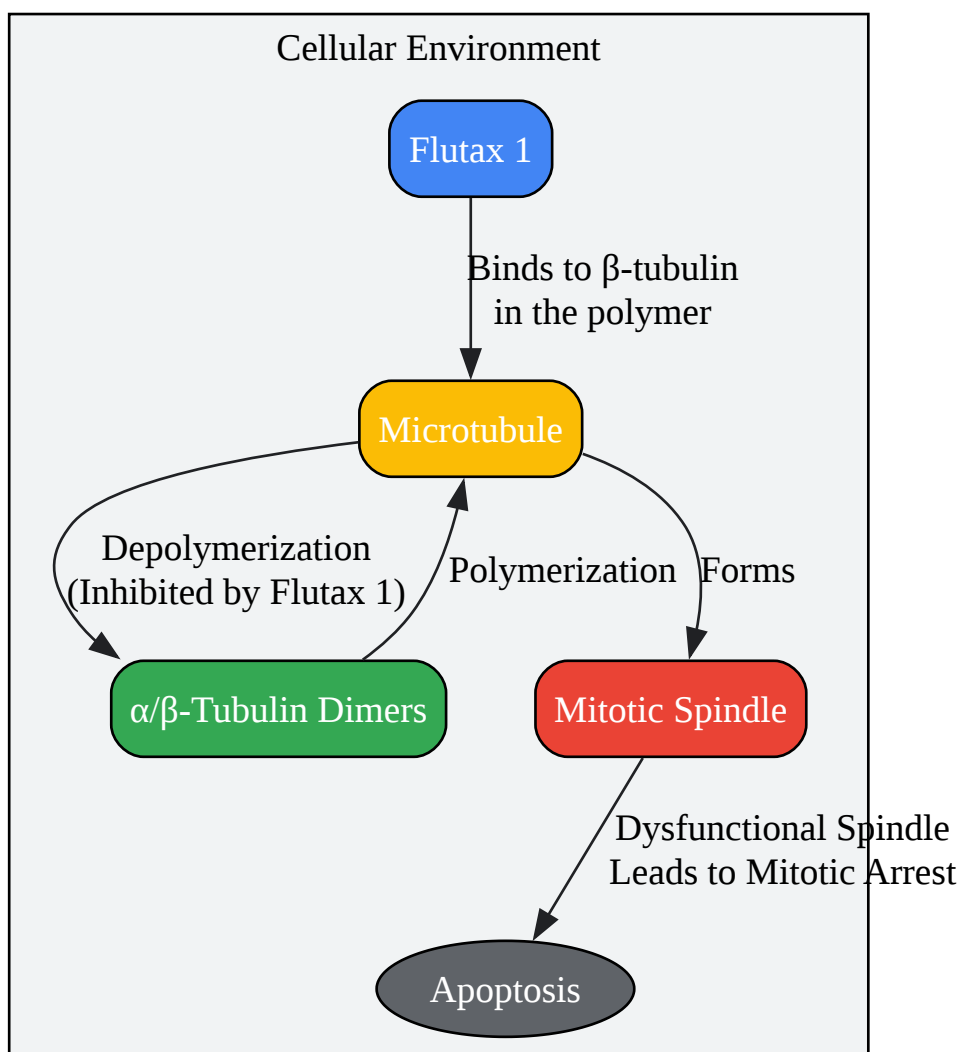 Cellular Environment
Flutax 1
Binds to β-tubulin
in the polymer
Microtubule
Depolymerization
(Inhibited by Flutax 1)
Polymerization
Forms
α/β-Tubulin Dimers
Mitotic Spindle
Dysfunctional Spindle
Leads to Mitotic Arrest
Apoptosis